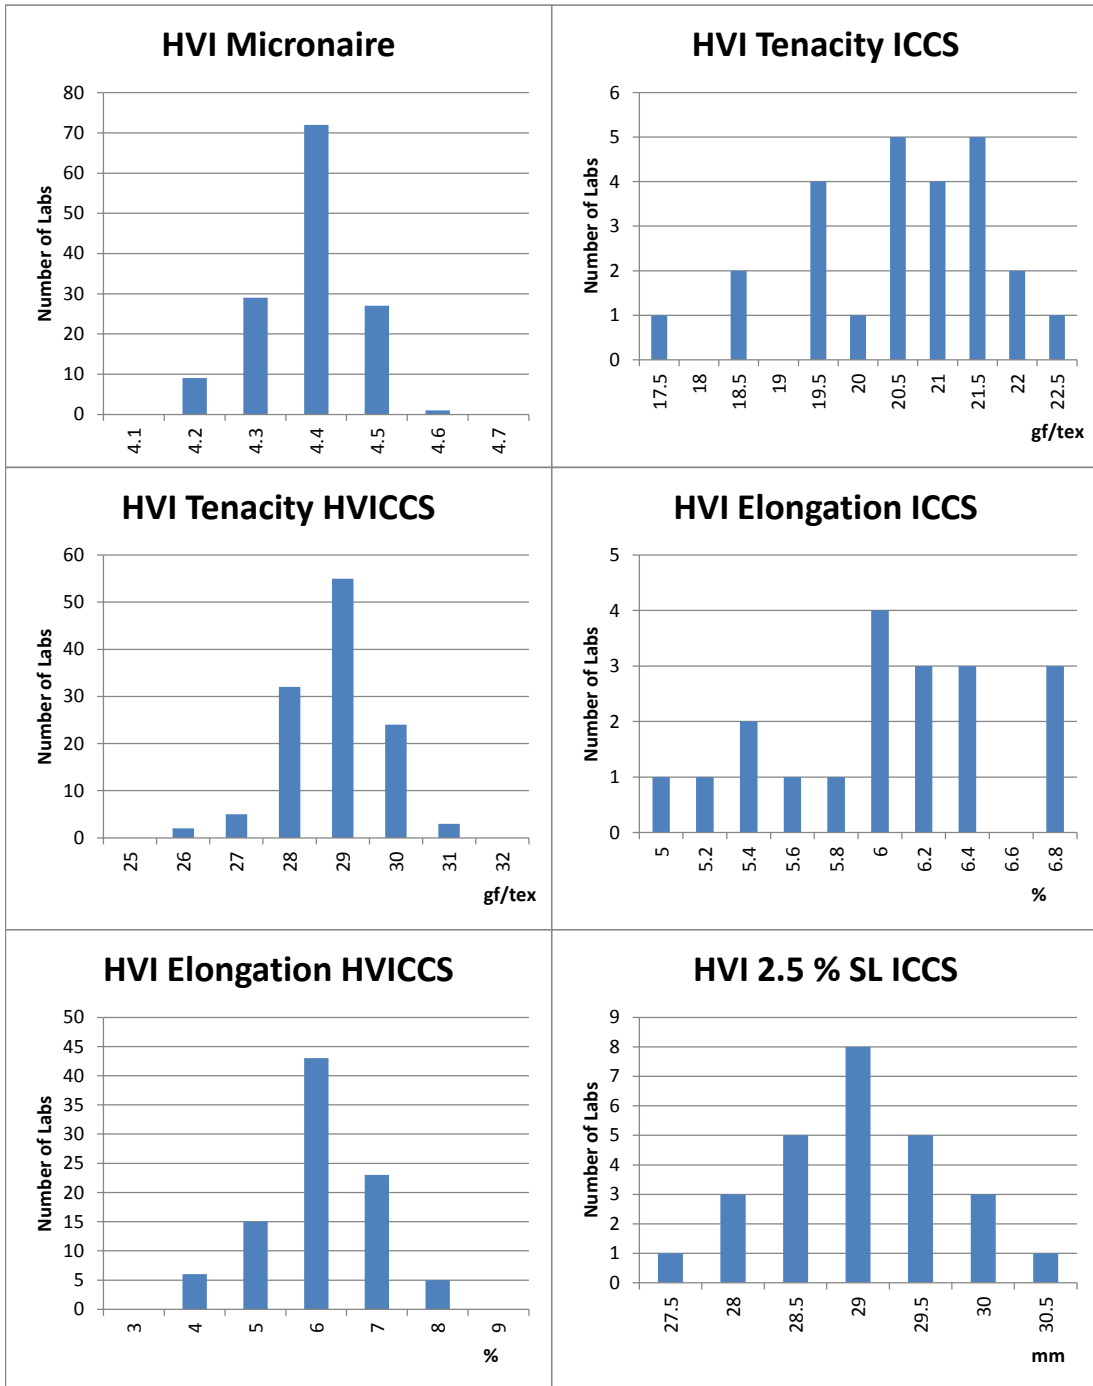 HVI Micronaire
Number of Labs
80
70
60
50
40
30
20
10
0
4.1 4.2 4.3 4.4 4.5 4.6 4.7
HVI Tenacity ICCS
Number of Labs
6
5
4
3
2
1
0
17.5 18 18.5 19 19.5 20 20.5 21 21.5 22 22.5
gf/tex
HVI Tenacity HVICCS
Number of Labs
60
50
40
30
20
10
0
25 26 27 28 29 30 31 32
gf/tex
HVI Elongation ICCS
Number of Labs
5
4
3
2
1
0
5 5.2 5.4 5.6 5.8 6 6.2 6.4 6.6 6.8
%
HVI Elongation HVICCS
Number of Labs
50
45
40
35
30
25
20
15
10
5
0
3 4 5 6 7 8 9
%
HVI 2.5 % SL ICCS
Number of Labs
9
8
7
6
5
4
3
2
1
0
27.5 28 28.5 29 29.5 30 30.5
mm